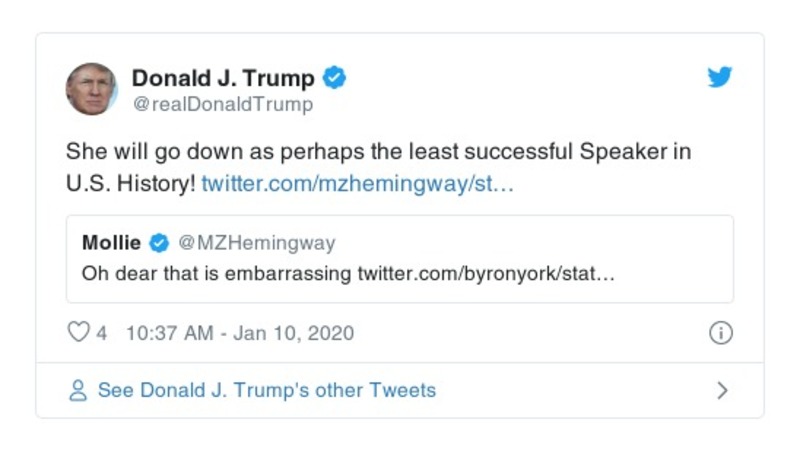 Donald J. Trump
@realDonaldTrump
She will go down as perhaps the least successful Speaker in
U.S. History! twitter.com/mzhemingway/st…
Mollie @MZHemingway
Oh dear that is embarrassing twitter.com/byronyork/stat…
4 10:37 AM - Jan 10, 2020
See Donald J. Trump's other Tweets